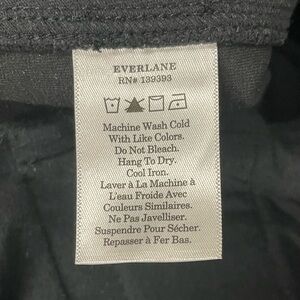 EVERLANE
RN# 139393
Machine Wash Cold
With Like Colors.
Do Not Bleach.
Hang To Dry.
Cool Iron.
Laver à La Machine à
L'eau Froide Avec
Couleurs Similaires.
Ne Pas Javelliser.
Suspendre Pour Sécher.
Repasser à Fer Bas.